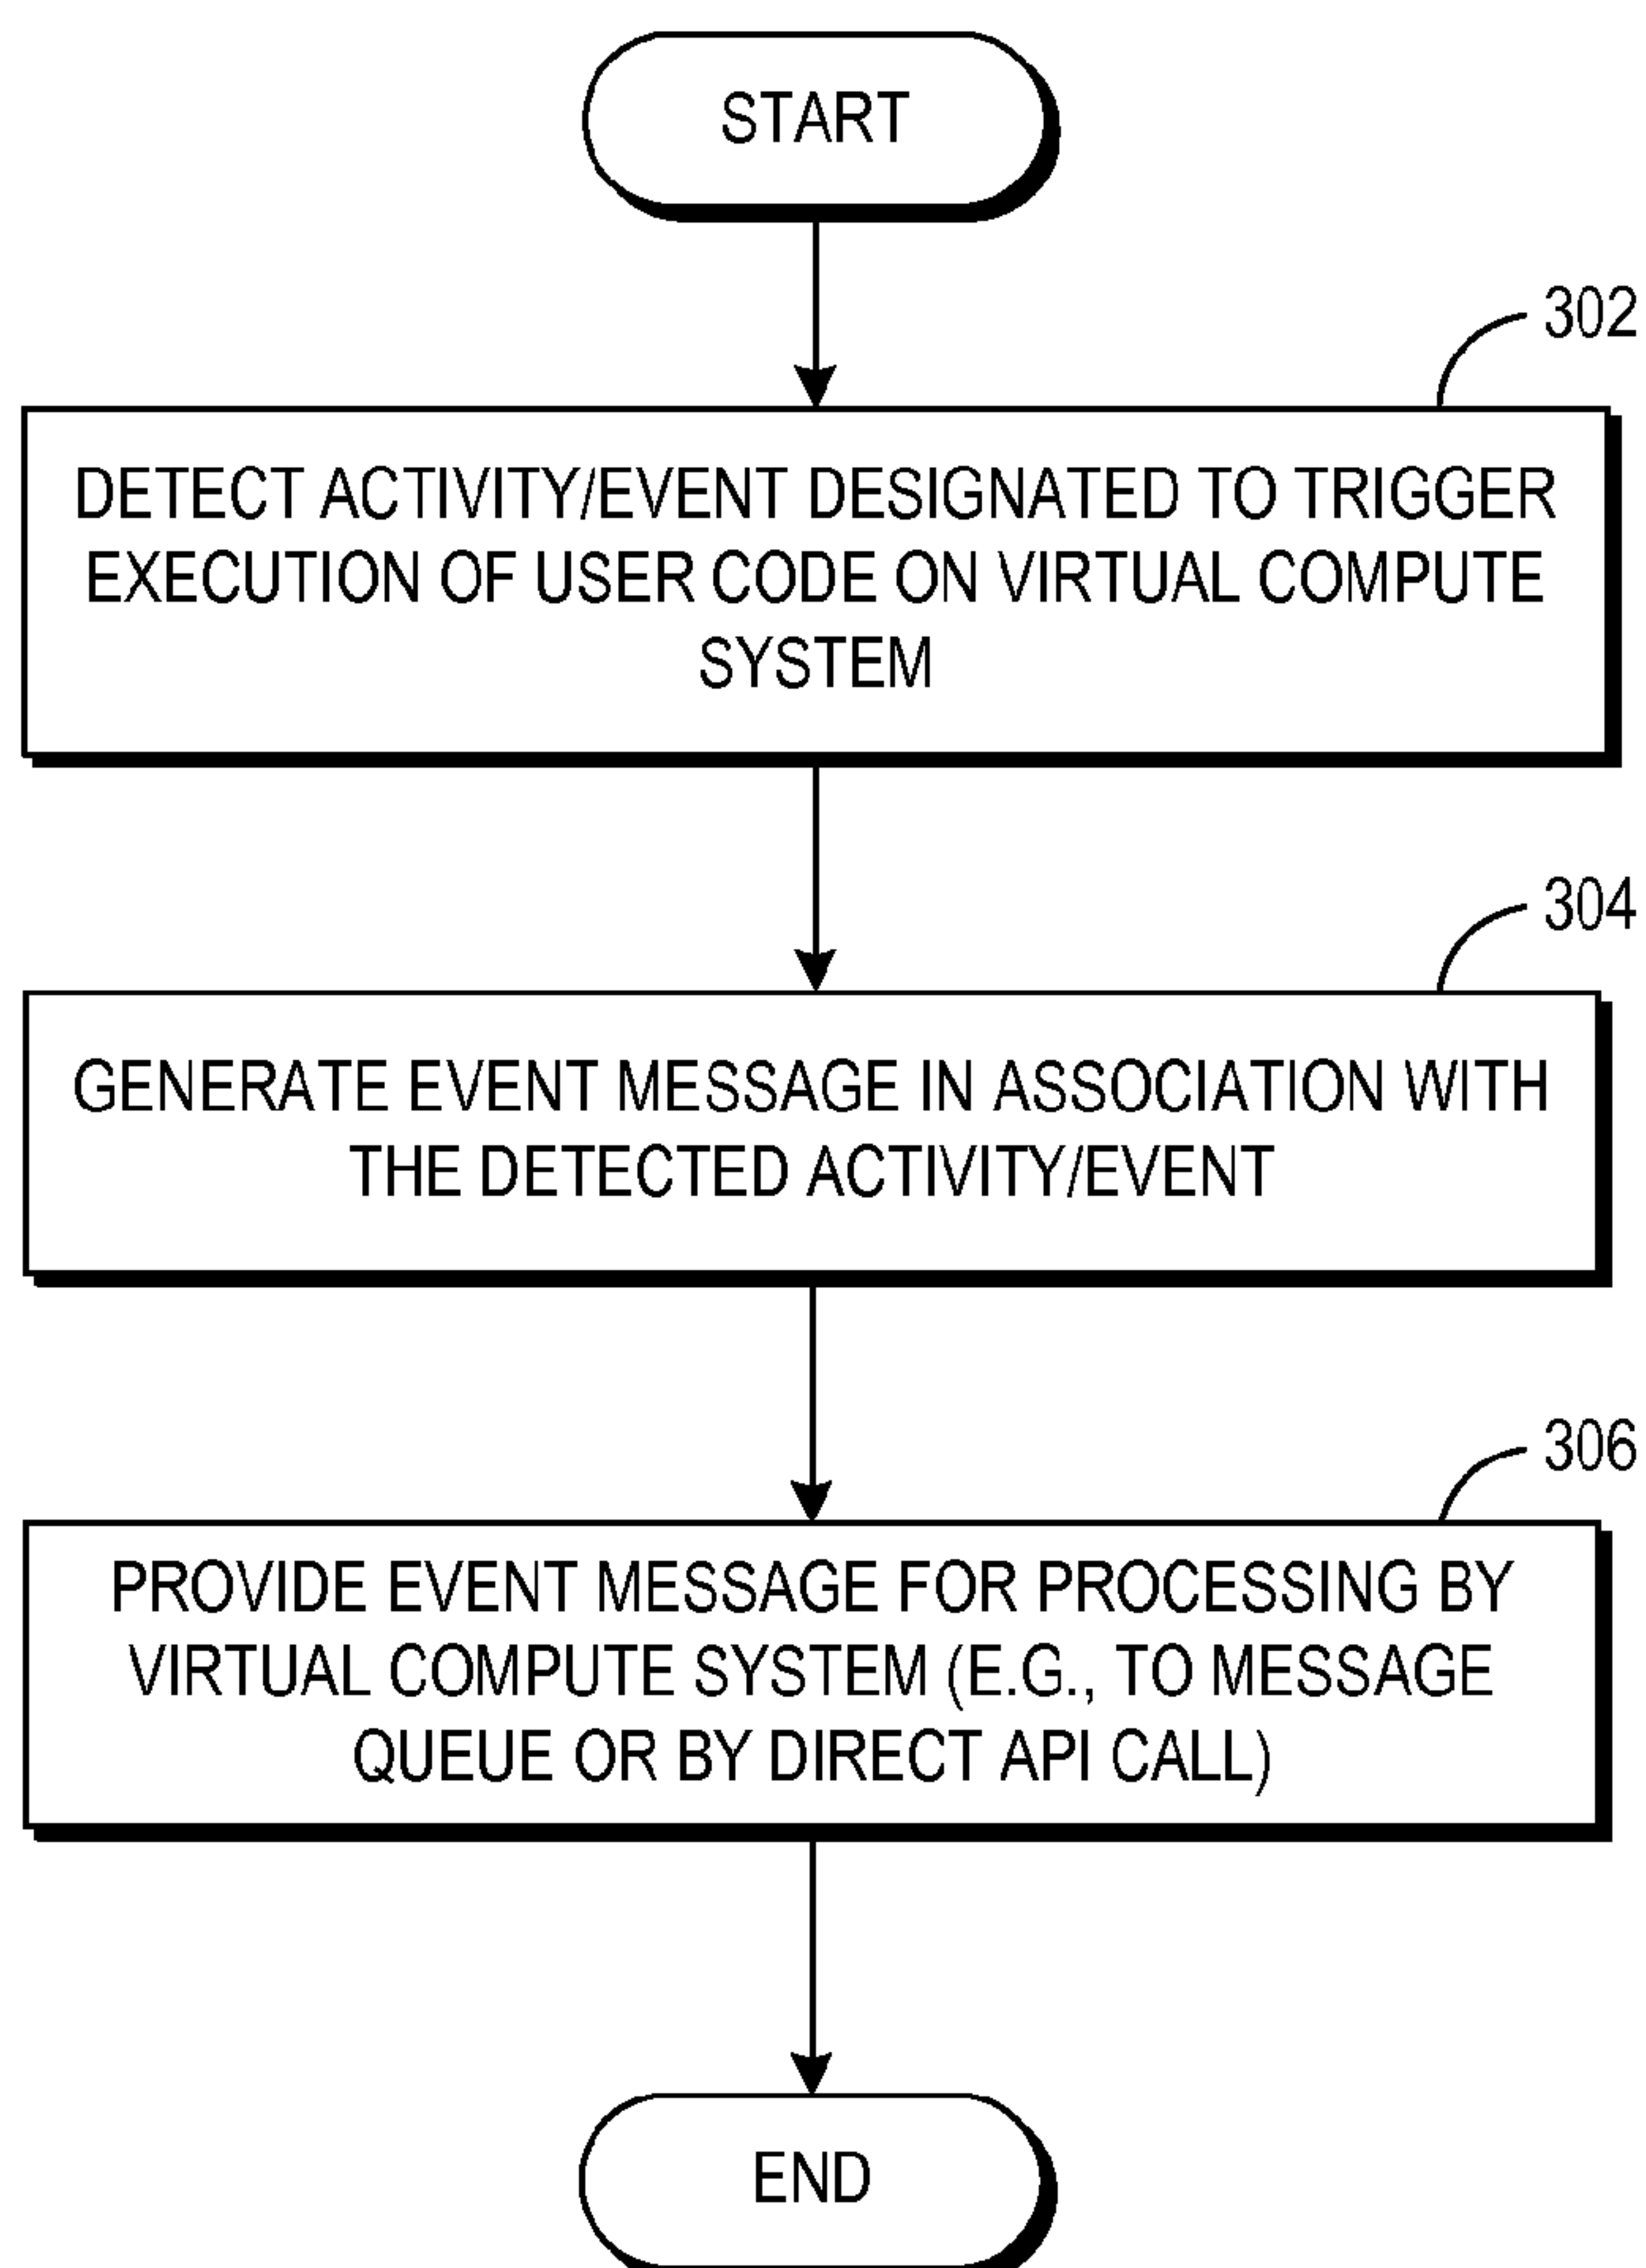 START
302
DETECT ACTIVITY/EVENT DESIGNATED TO TRIGGER
EXECUTION OF USER CODE ON VIRTUAL COMPUTE
SYSTEM
304
GENERATE EVENT MESSAGE IN ASSOCIATION WITH
THE DETECTED ACTIVITY/EVENT
306
PROVIDE EVENT MESSAGE FOR PROCESSING BY
VIRTUAL COMPUTE SYSTEM (E.G., TO MESSAGE
QUEUE OR BY DIRECT API CALL)
END